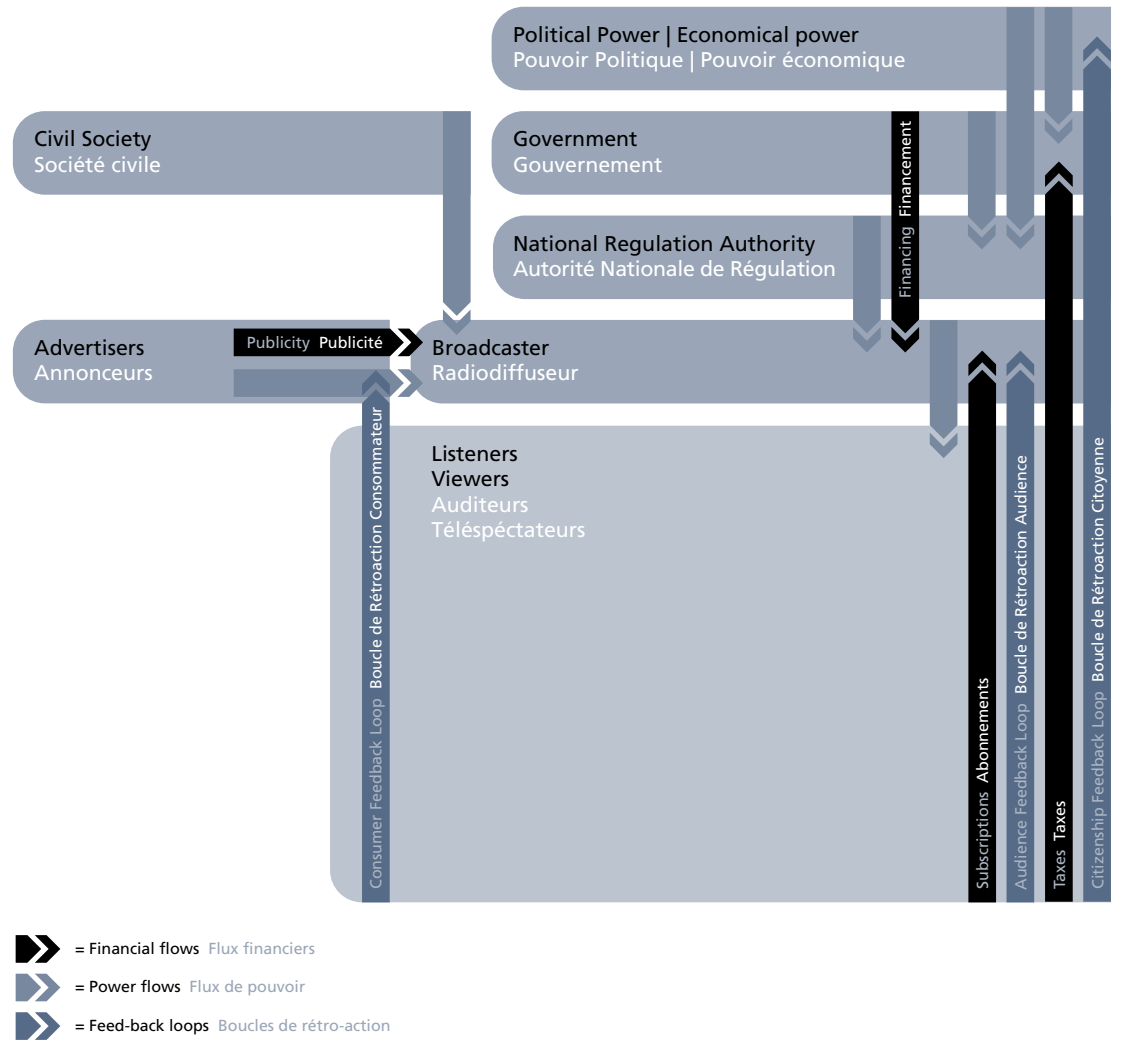 Political Power | Economical power
Pouvoir Politique | Pouvoir économique
Civil Society
Société civile
Government
Gouvernement
Financing Financement
National Regulation Authority
Autorité Nationale de Régulation
Advertisers
Annonceurs
Publicity Publicité
Broadcaster
Radiodiffuseur
Listeners
Viewers
Auditeurs
Téléspéctateurs
Consumer Feedback Loop Boucle de Rétroaction Consommateur
Subscriptions Abonnements
Audience Feedback Loop Boucle de Rétroaction Audience
Taxes Taxes
Citizenship Feedback Loop Boucle de Rétroaction Citoyenne
= Financial flows Flux financiers
= Power flows Flux de pouvoir
= Feed-back loops Boucles de rétro-action